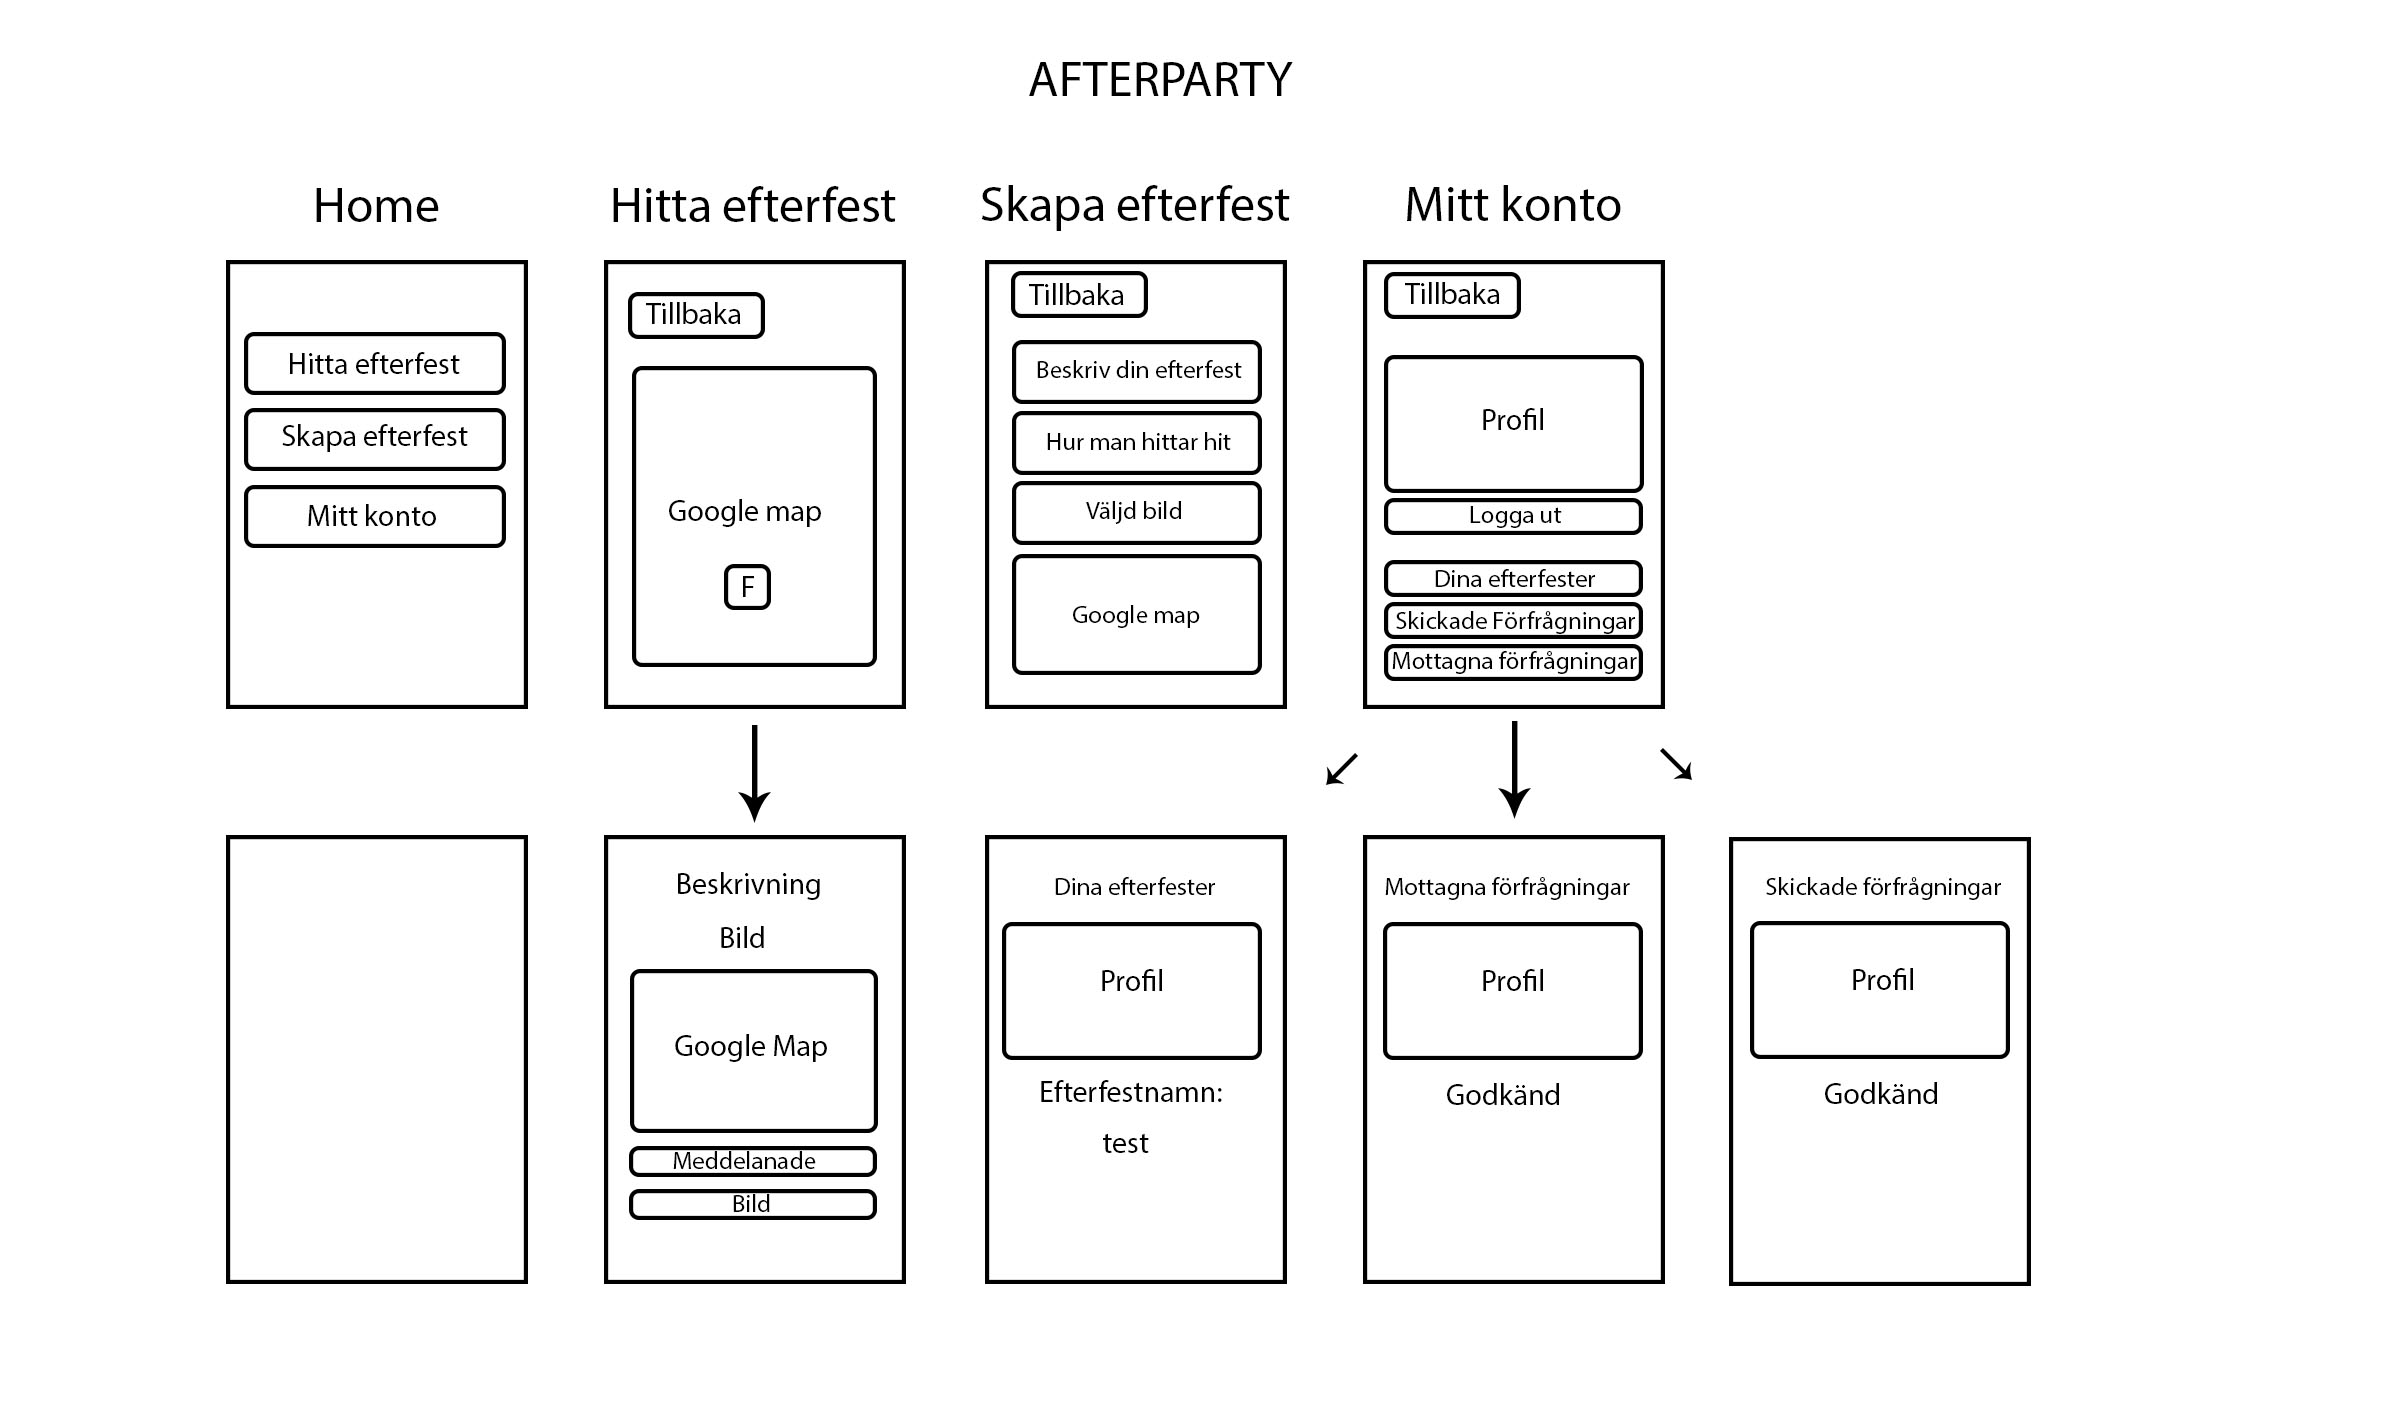 AFTERPARTY
Home
Hitta efterfest
Skapa efterfest
Mitt konto
Hitta efterfest
Skapa efterfest
Mitt konto
Tillbaka
Google map
F
Tillbaka
Beskriv din efterfest
Hur man hittar hit
Väljd bild
Google map
Tillbaka
Profil
Logga ut
Dina efterfester
Skickade Förfrågningar
Mottagna förfrågningar
Beskrivning
Bild
Google Map
Meddelanade
Bild
Dina efterfester
Profil
Efterfestnamn:
test
Mottagna förfrågningar
Profil
Godkänd
Skickade förfrågningar
Profil
Godkänd